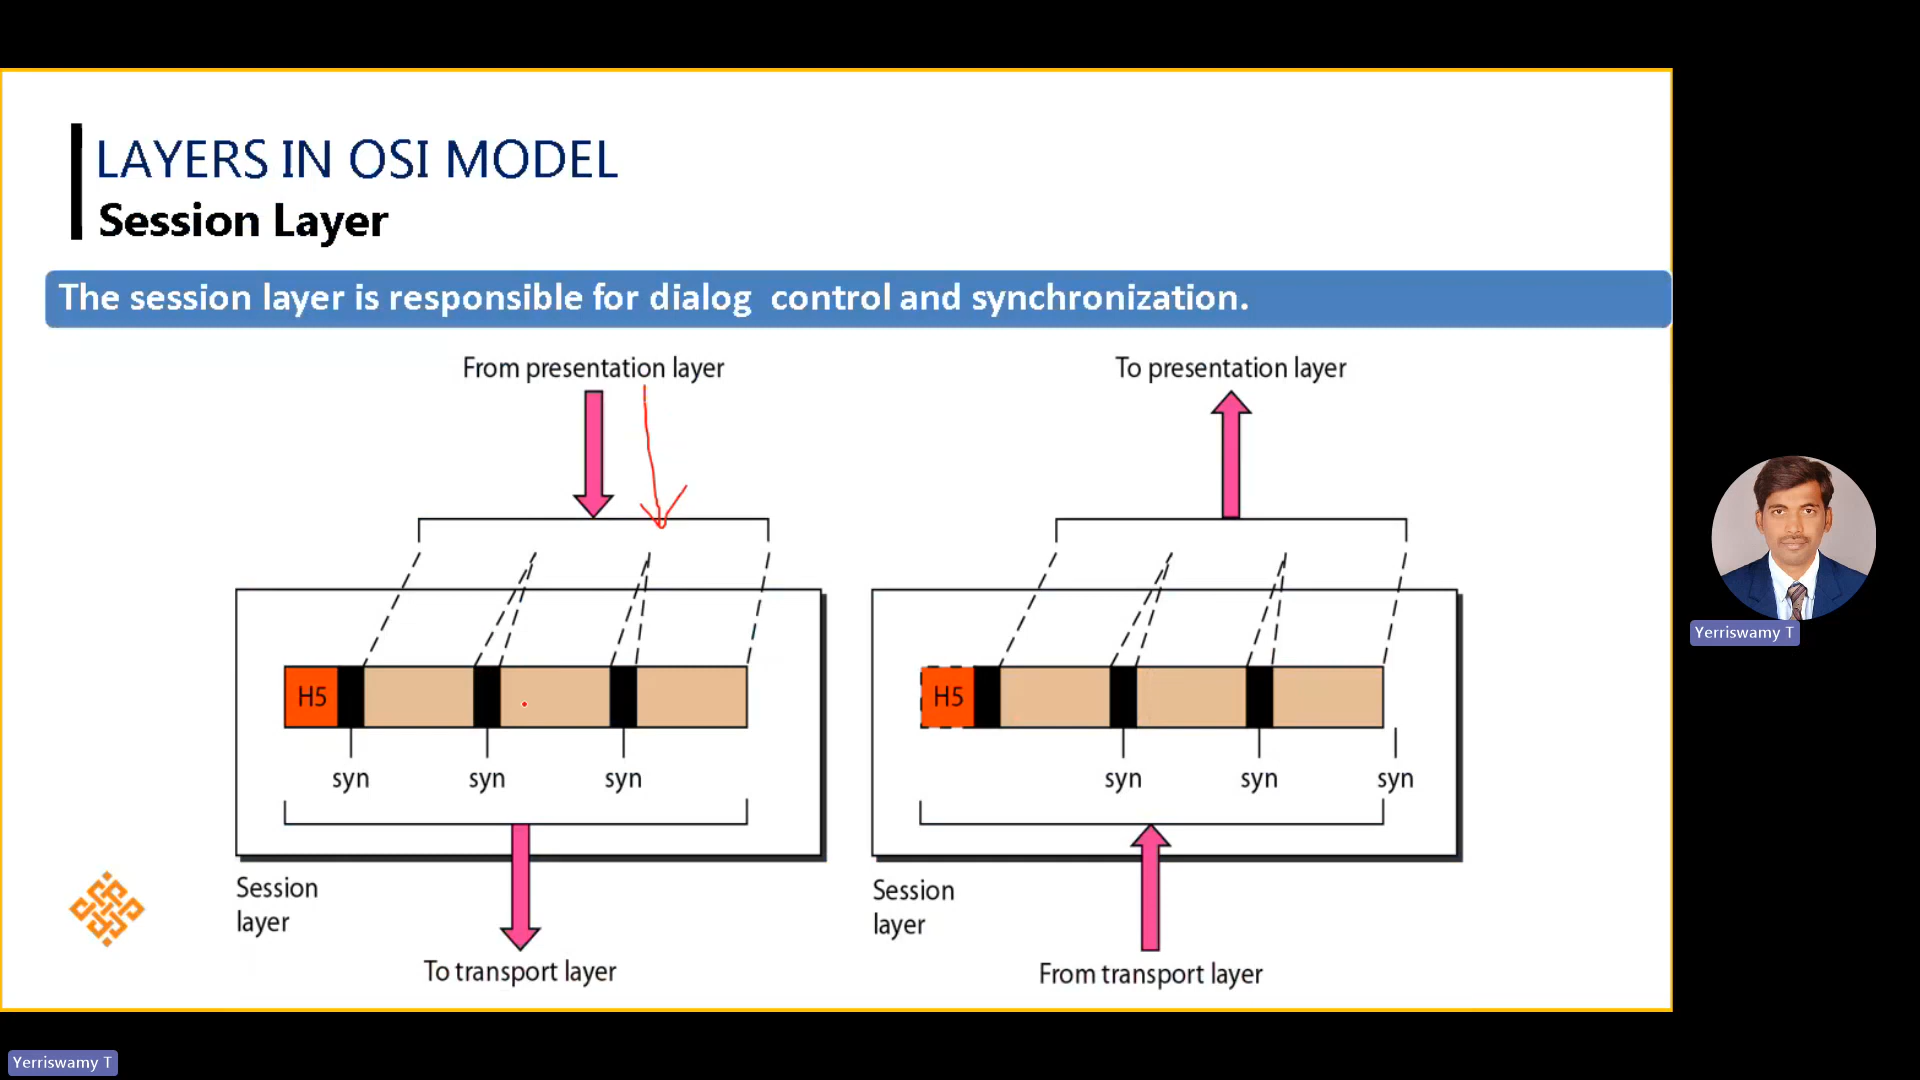 LAYERS IN OSI MODEL
Session Layer
The session layer is responsible for dialog control and synchronization.
From presentation layer
To presentation layer
H5
H5
syn syn syn
syn syn syn
Session
layer
Session
layer
To transport layer
From transport layer
Yerriswamy T
Yerriswamy T